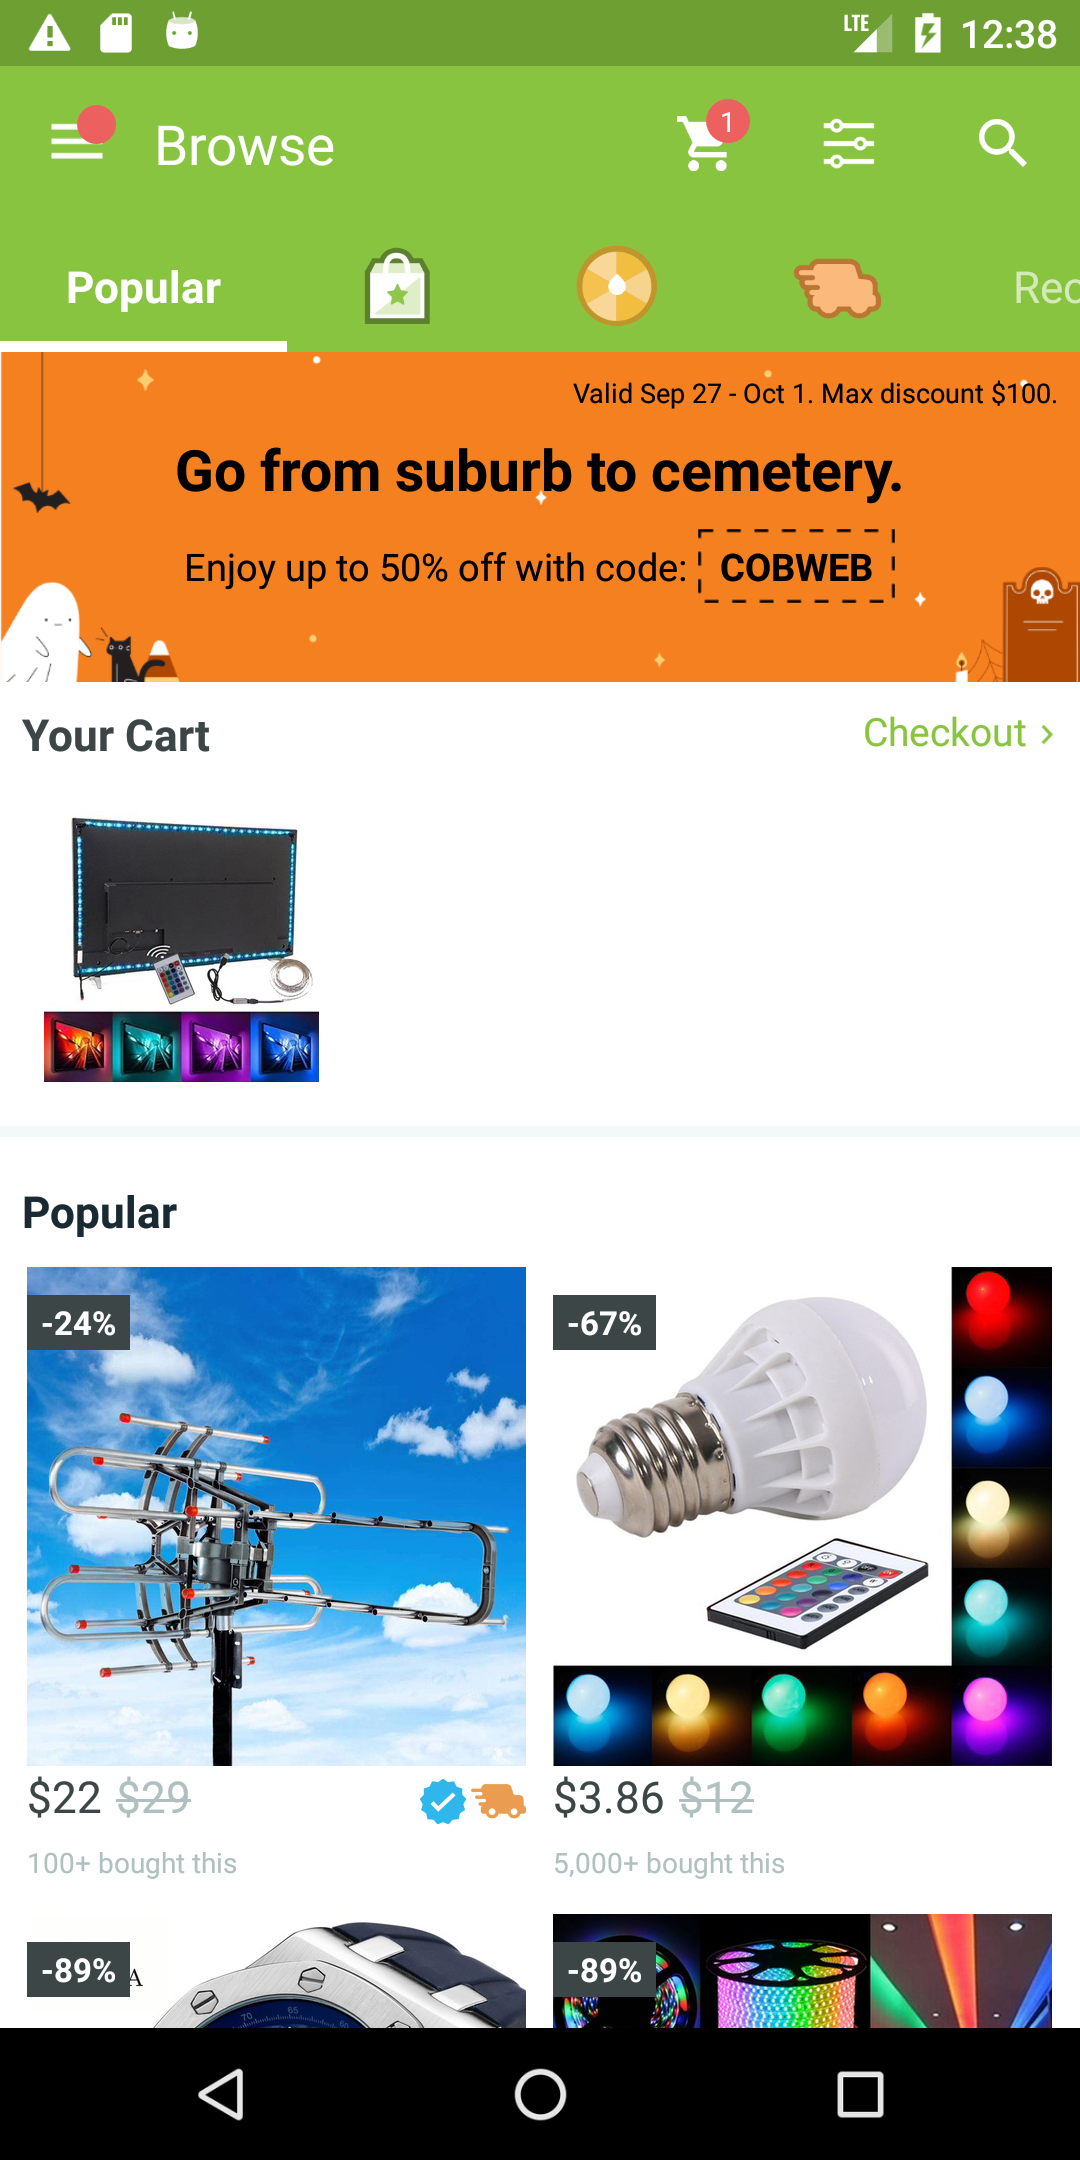 LTE 12:38
Browse 1
Popular Rec
Valid Sep 27 - Oct 1. Max discount $100.
Go from suburb to cemetery.
Enjoy up to 50% off with code: COBWEB
Your Cart Checkout >
Popular
-24% -67%
$22 $29 $3.86 $12
100+ bought this 5,000+ bought this
-89% A -89%